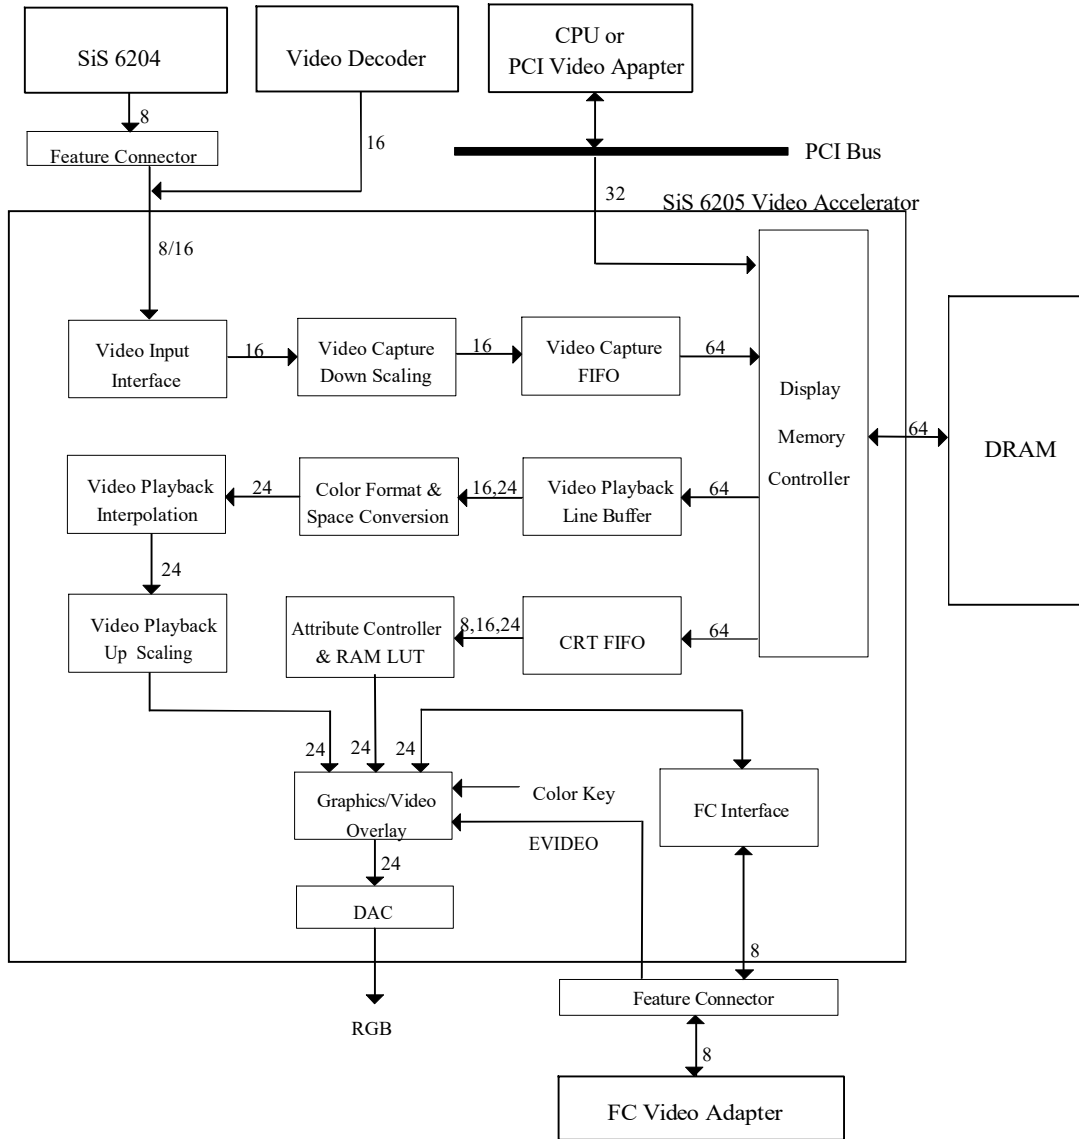 SiS 6204
Video Decoder
CPU or
PCI Video Apapter
8
Feature Connector
16
PCI Bus
32
SiS 6205 Video Accelerator
8/16
Video Input
Interface
16
Video Capture
Down Scaling
16
Video Capture
FIFO
64
Display
Memory
Controller
64
DRAM
Video Playback
Interpolation
24
Color Format &
Space Conversion
16,24
Video Playback
Line Buffer
64
24
Video Playback
Up Scaling
Attribute Controller
& RAM LUT
8,16,24
CRT FIFO
64
24
24
24
Graphics/Video
Overlay
Color Key
EVIDEO
FC Interface
24
DAC
8
RGB
Feature Connector
8
FC Video Adapter